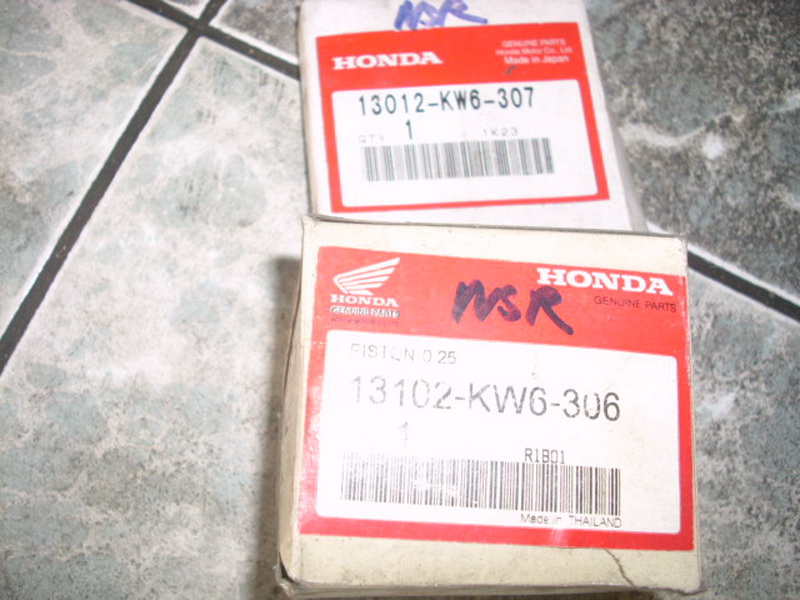 NSR
HONDA
GENUINE PARTS
Honda Motor Co., Ltd.
Made in Japan
13012-KW6-307
QTY 1 1K23
HONDA
GENUINE PARTS
HONDA
GENUINE PARTS
NSR
PISTON 0.25
13102-KW6-306
1
R1B01
Made in THAILAND